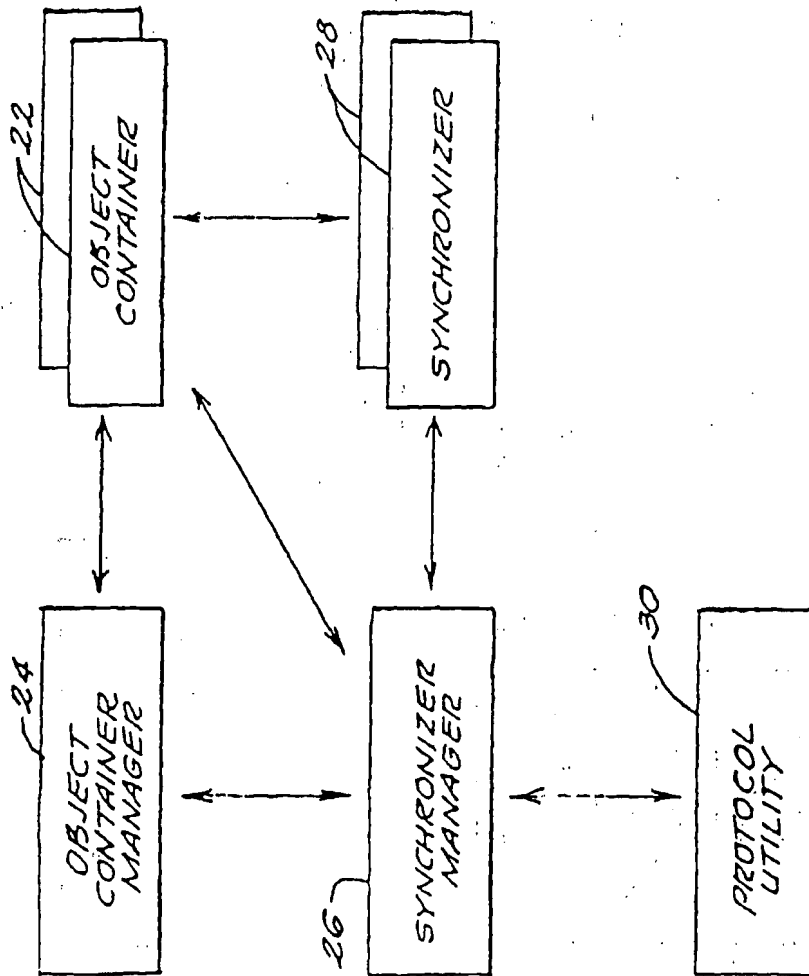 24
OBJECT
CONTAINER
MANAGER
22
OBJECT
CONTAINER
26
SYNCHRONIZER
MANAGER
28
SYNCHRONIZER
30
PROTOCOL
UTILITY